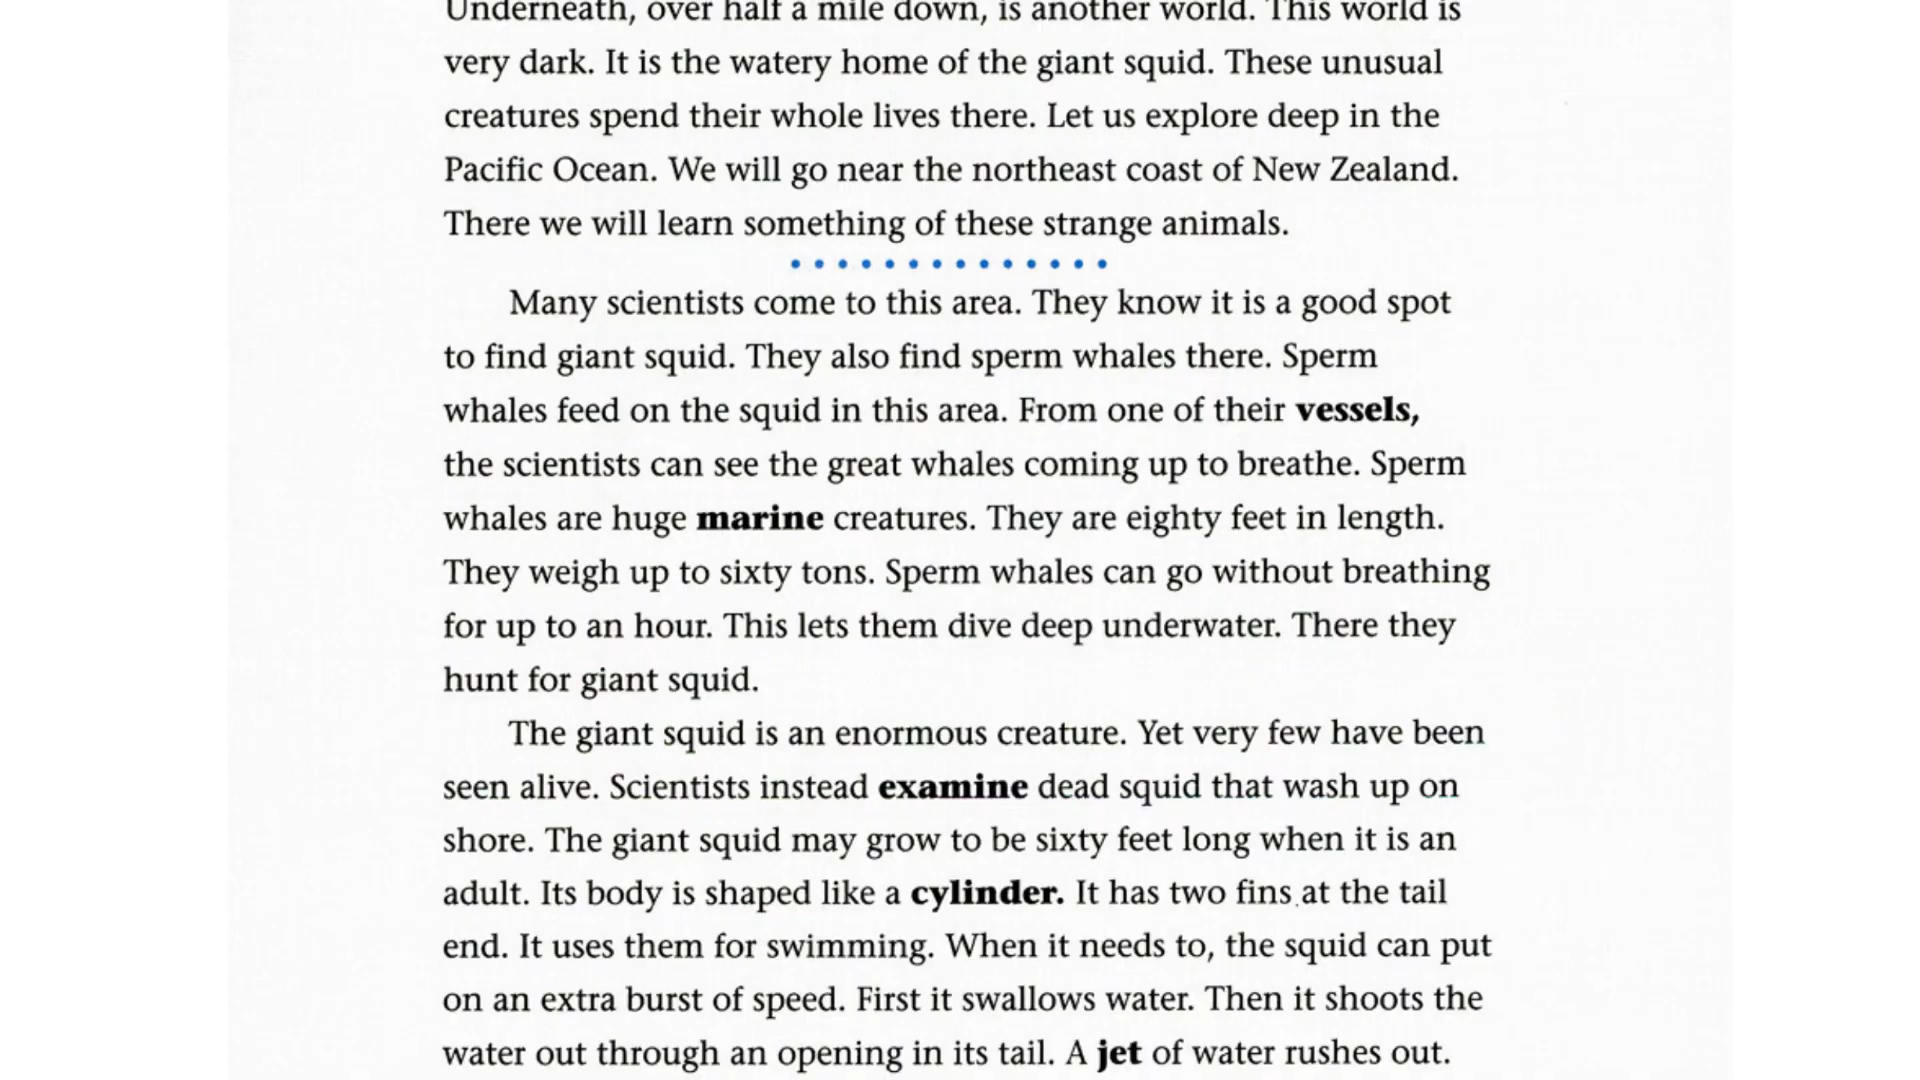 Underneath, over half a mile down, is another world. This world is
very dark. It is the watery home of the giant squid. These unusual
creatures spend their whole lives there. Let us explore deep in the
Pacific Ocean. We will go near the northeast coast of New Zealand.
There we will learn something of these strange animals.
Many scientists come to this area. They know it is a good spot
to find giant squid. They also find sperm whales there. Sperm
whales feed on the squid in this area. From one of their vessels,
the scientists can see the great whales coming up to breathe. Sperm
whales are huge marine creatures. They are eighty feet in length.
They weigh up to sixty tons. Sperm whales can go without breathing
for up to an hour. This lets them dive deep underwater. There they
hunt for giant squid.
The giant squid is an enormous creature. Yet very few have been
seen alive. Scientists instead examine dead squid that wash up on
shore. The giant squid may grow to be sixty feet long when it is an
adult. Its body is shaped like a cylinder. It has two fins at the tail
end. It uses them for swimming. When it needs to, the squid can put
on an extra burst of speed. First it swallows water. Then it shoots the
water out through an opening in its tail. A jet of water rushes out.